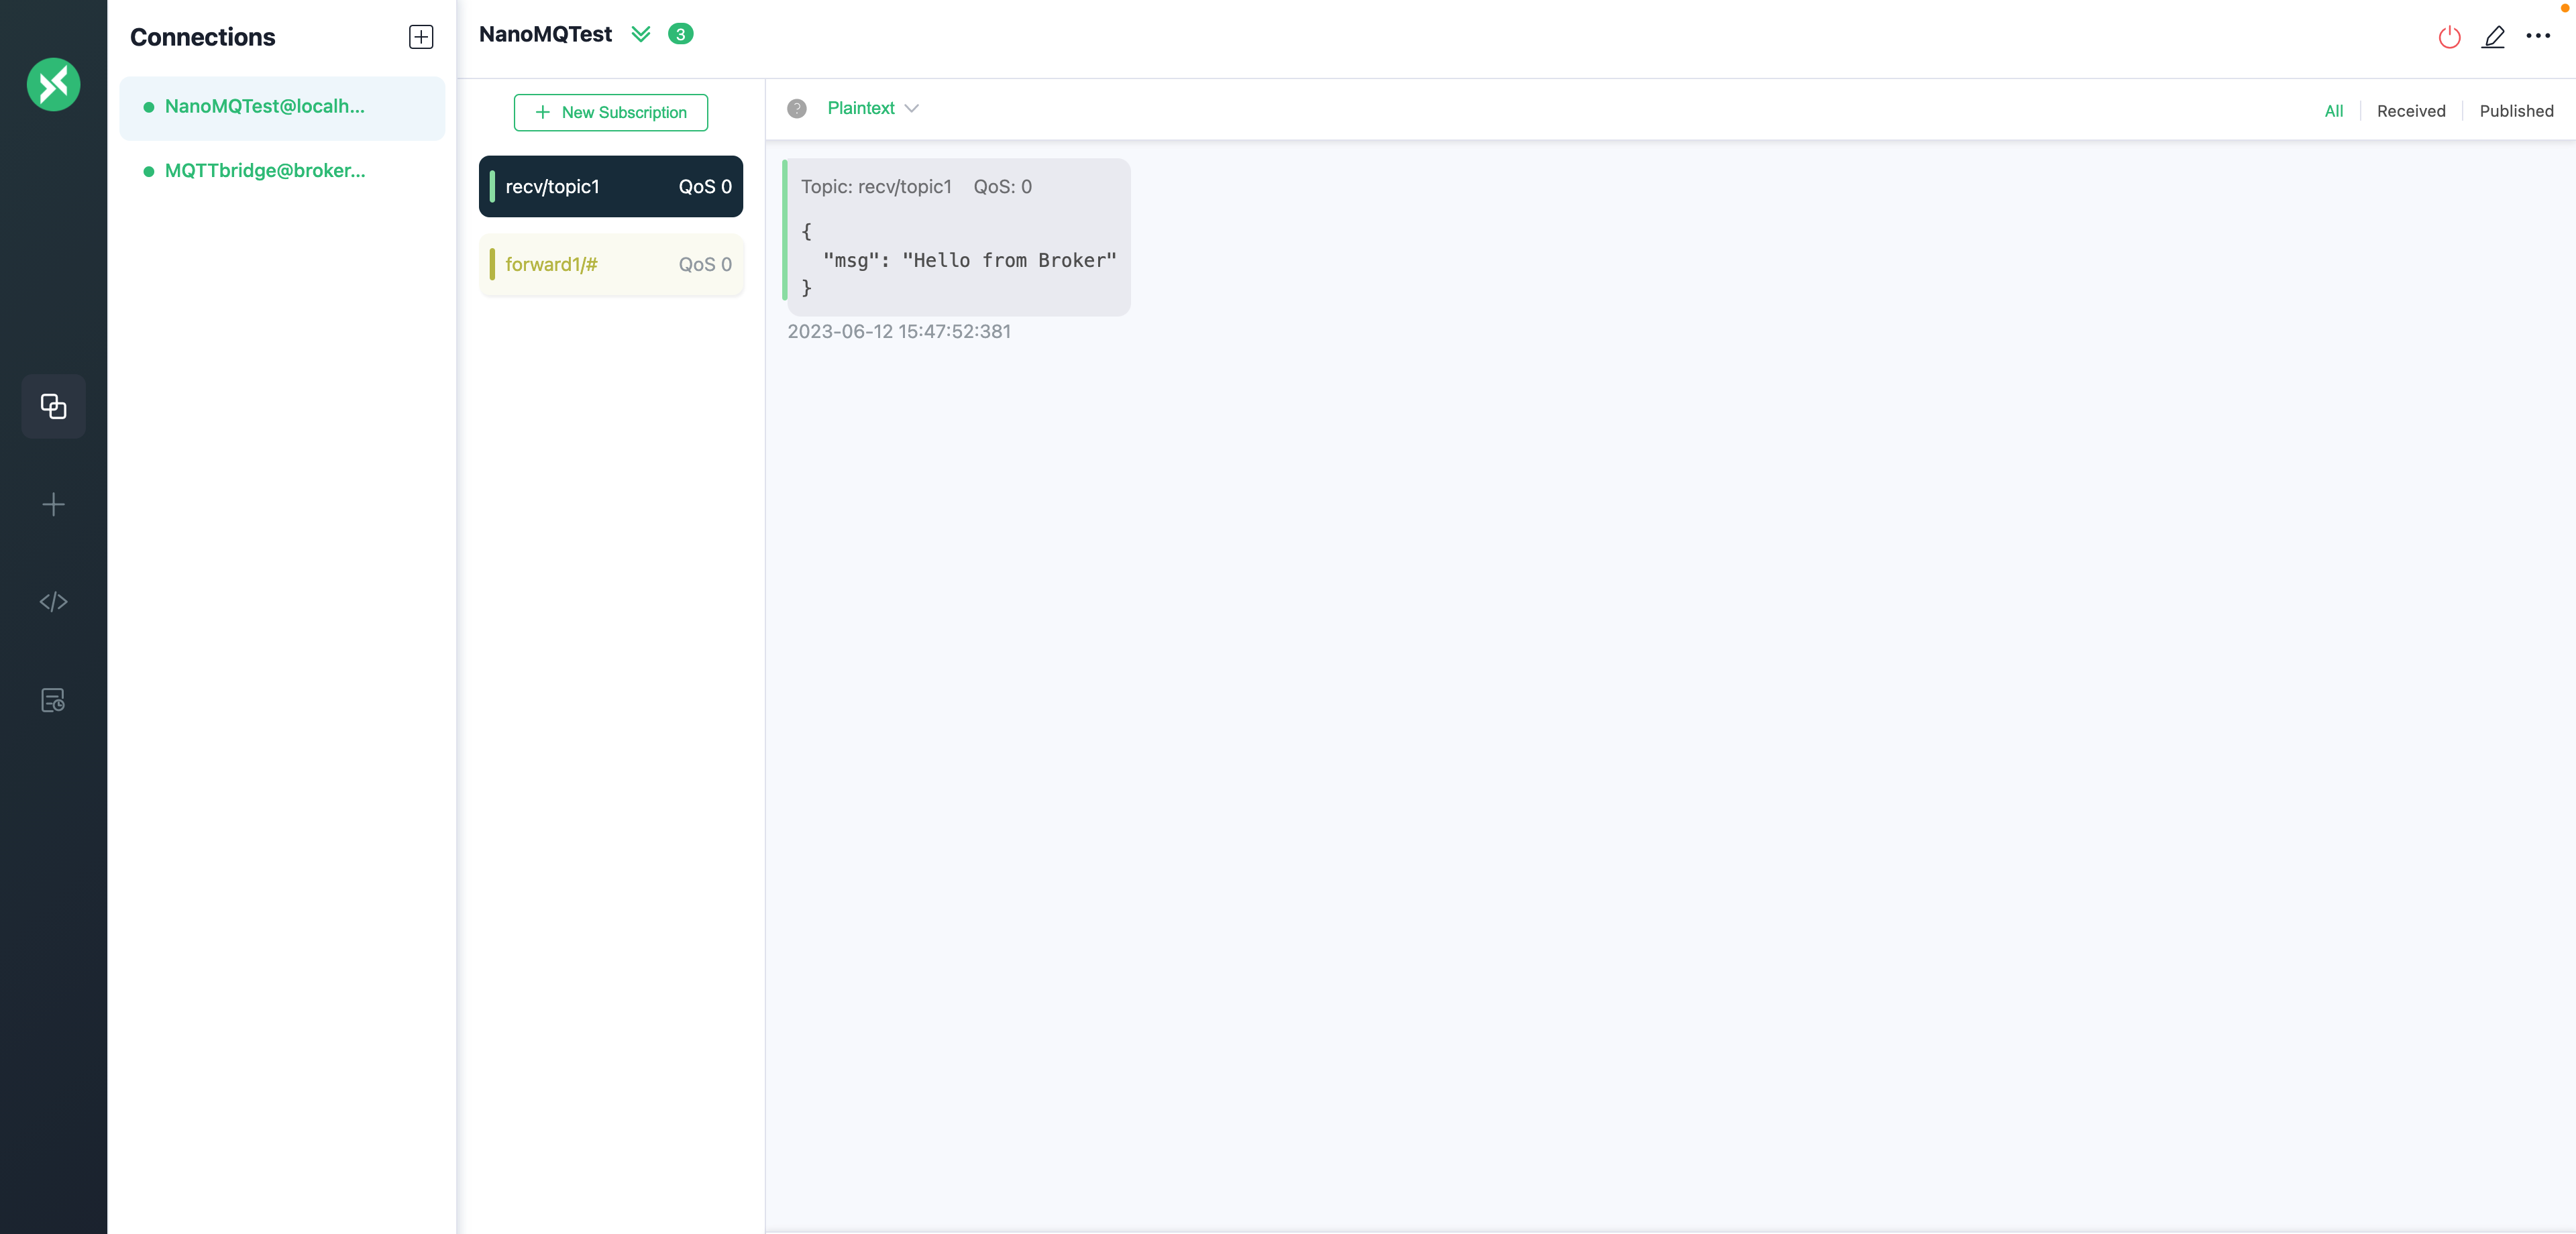 Connections
NanoMQTest@localh...
MQTTbridge@broker...
NanoMQTest 3
+ New Subscription
recv/topic1 QoS 0
forward1/# QoS 0
? Plaintext
All Received Published
Topic: recv/topic1 QoS: 0
{
"msg": "Hello from Broker"
}
2023-06-12 15:47:52:381